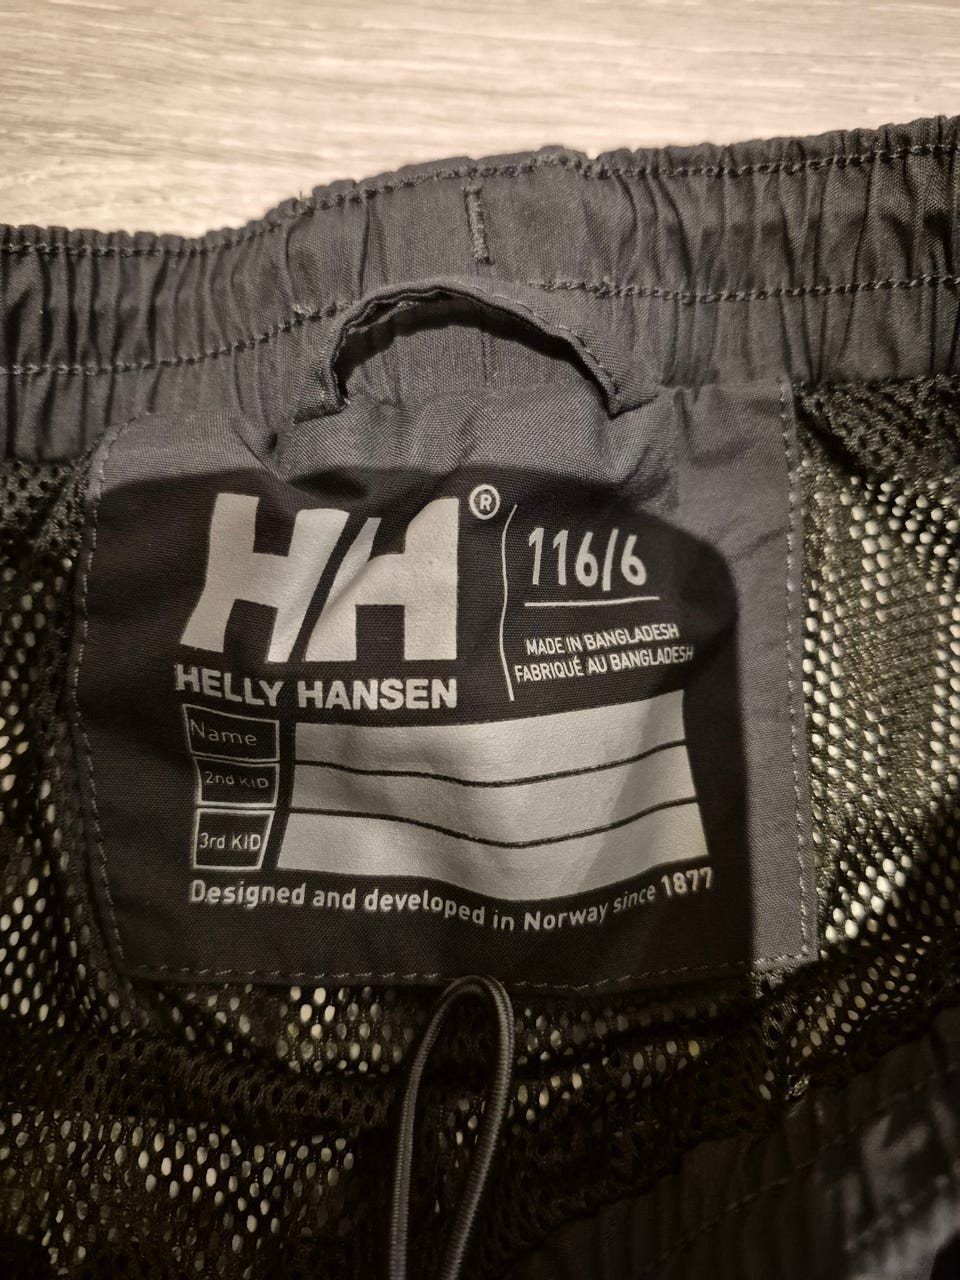 HH®
HELLY HANSEN
116/6
MADE IN BANGLADESH
FABRIQUÉ AU BANGLADESH
Name
2nd KID
3rd KID
Designed and developed in Norway since 1877